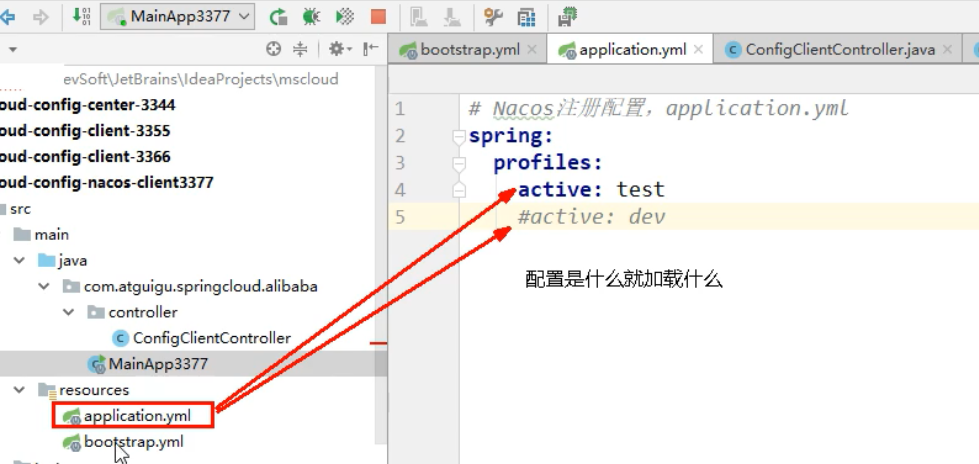 MainApp3377
evSoft\JetBrains\IdeaProjects\mscloud
oud-config-center-3344
oud-config-client-3355
oud-config-client-3366
oud-config-nacos-client3377
src
main
java
com.atguigu.springcloud.alibaba
controller
ConfigClientController
MainApp3377
resources
application.yml
bootstrap.yml
bootstrap.yml
application.yml
ConfigClientController.java
1 # Nacos注册配置，application.yml
2 spring:
3 profiles:
4 active: test
5 #active: dev
配置是什么就加载什么